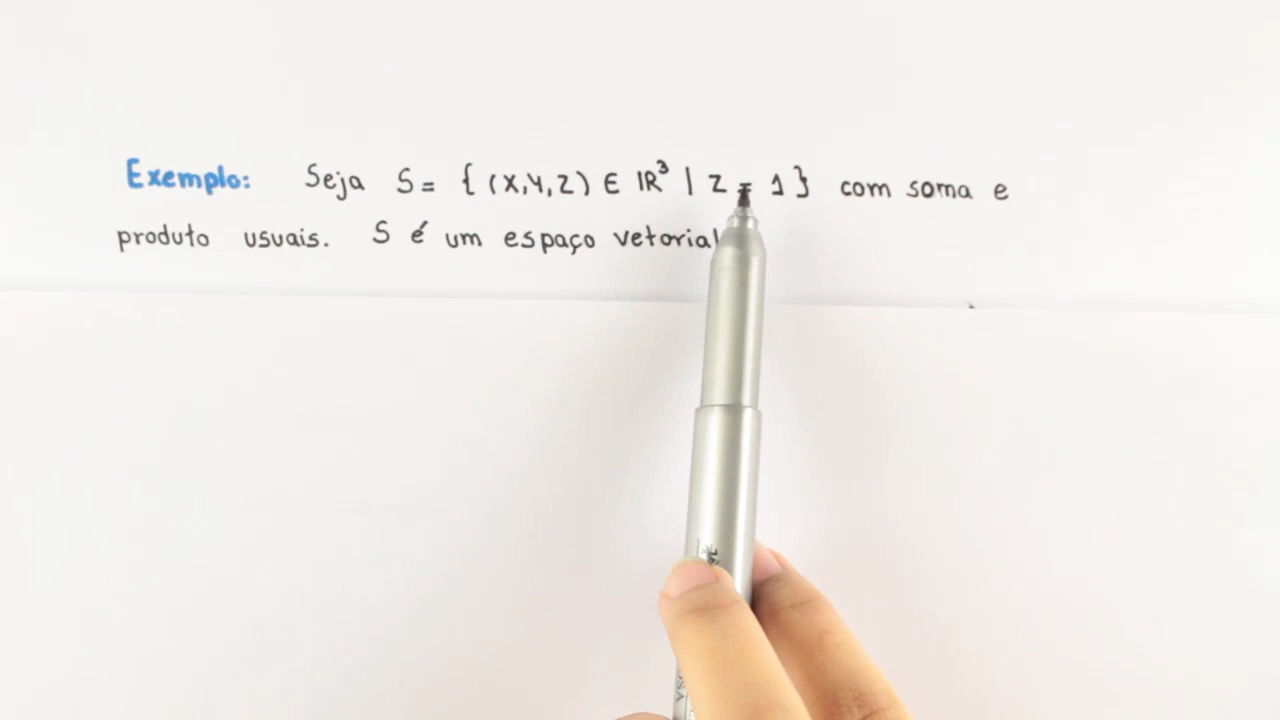 Exemplo: Seja S = { (x,y,z) ∈ IR³ | z = 1 } com soma e
produto usuais. S é um espaço vetorial